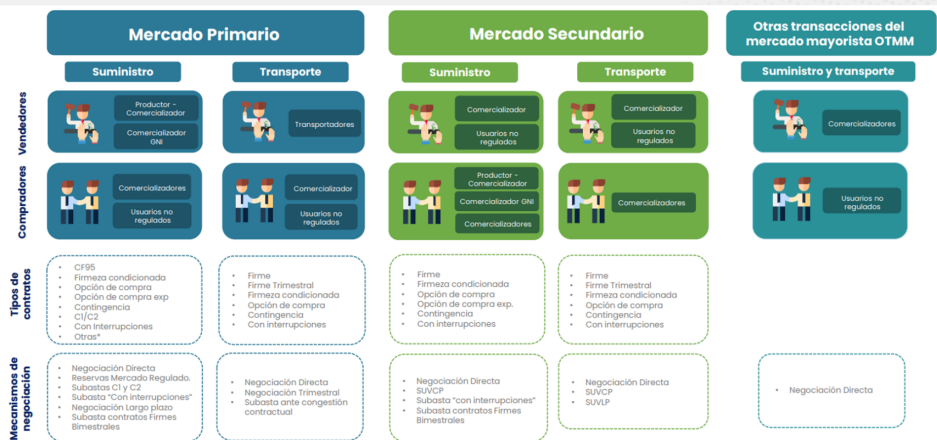 Mercado Primario
Mercado Secundario
Otras transacciones del
mercado mayorista OTMM
Suministro
Transporte
Suministro
Transporte
Suministro y transporte
Vendedores
Productor -
Comercializador
Comercializador
GNI
Transportadores
Comercializador
Usuarios no
regulados
Comercializador
Usuarios no
regulados
Comercializadores
Compradores
Comercializadores
Usuarios no
regulados
Comercializador
Usuarios no
regulados
Productor -
Comercializador
Comercializador GNI
Comercializadores
Comercializadores
Usuarios no
regulados
Tipos de
contratos
• CF95
• Firmeza condicionada
• Opción de compra
• Opción de compra exp
• Contingencia
• C1/C2
• Con Interrupciones
• Otras*
• Firme
• Firme Trimestral
• Firmeza condicionada
• Opción de compra
• Contingencia
• Con interrupciones
• Firme
• Firmeza condicionada
• Opción de compra
• Opción de compra exp.
• Contingencia
• Con interrupciones
• Firme
• Firme Trimestral
• Firmeza condicionada
• Opción de compra
• Contingencia
• Con interrupciones
Mecanismos de
negociación
• Negociación Directa
• Reservas Mercado Regulado.
• Subastas C1 y C2
• Subasta "Con interrupciones"
• Negociación Largo plazo
• Subasta contratos Firmes
Bimestrales
• Negociación Directa
• Negociación Trimestral
• Subasta ante congestión
contractual
• Negociación Directa
• SUVCP
• Subasta "con interrupciones"
• Subasta contratos Firmes
Bimestrales
• Negociación Directa
• SUVCP
• SUVLP
• Negociación Directa